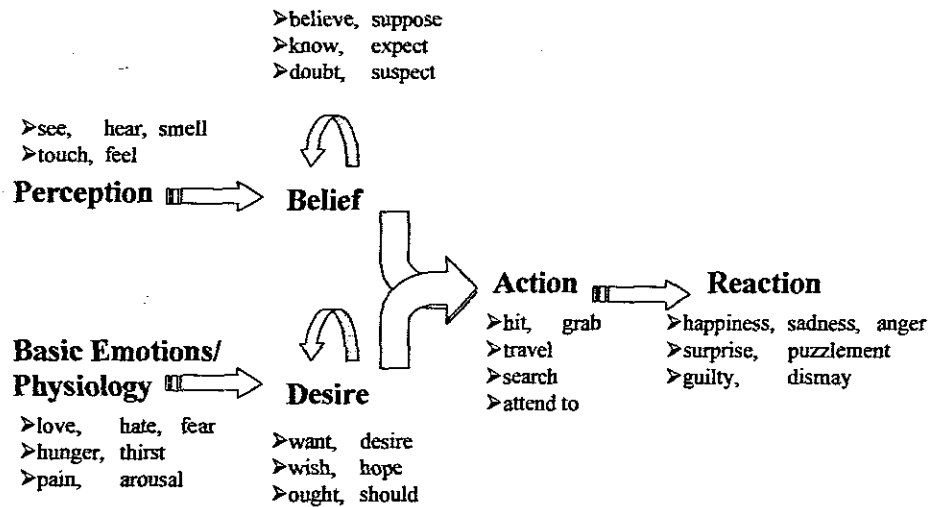 ➢believe, suppose
➢know, expect
➢doubt, suspect
➢see, hear, smell
➢touch, feel
Perception
Belief
Action
➢hit, grab
➢travel
➢search
➢attend to
Reaction
➢happiness, sadness, anger
➢surprise, puzzlement
➢guilty, dismay
Basic Emotions/
Physiology
➢love, hate, fear
➢hunger, thirst
➢pain, arousal
Desire
➢want, desire
➢wish, hope
➢ought, should